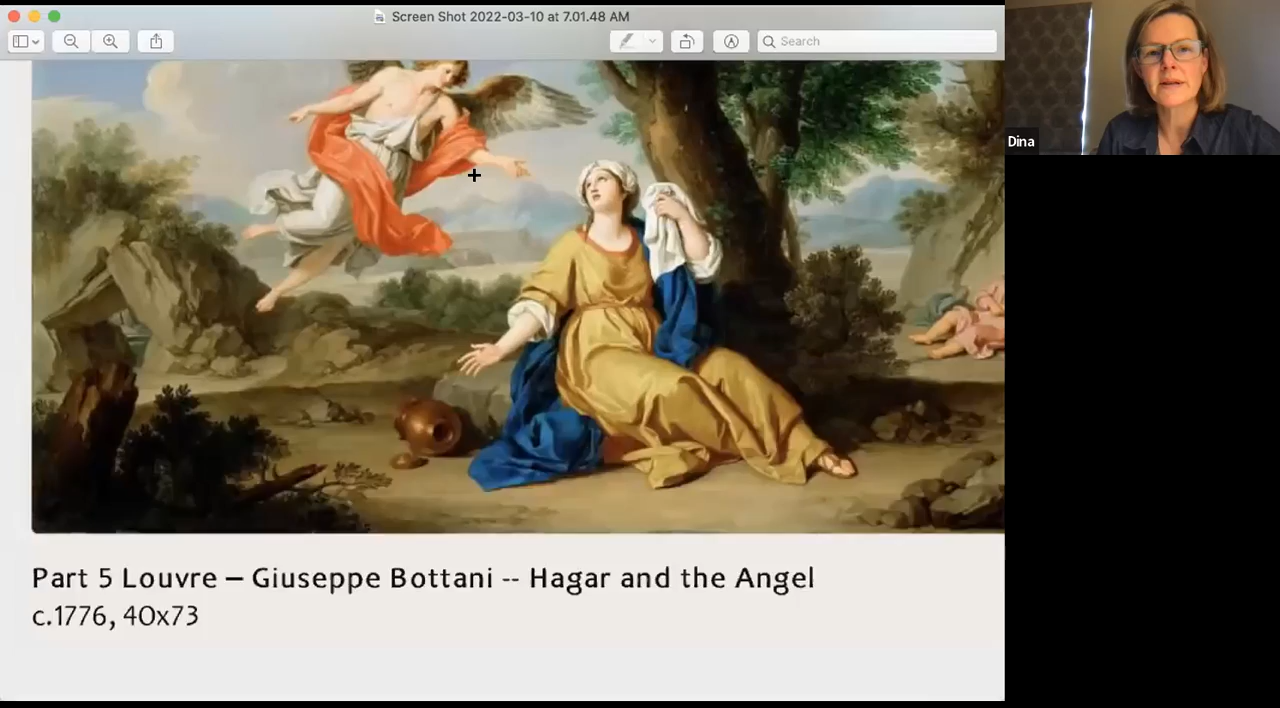 Screen Shot 2022-03-10 at 7.01.48 AM
Search
Dina
Part 5 Louvre – Giuseppe Bottani -- Hagar and the Angel
c.1776, 40x73